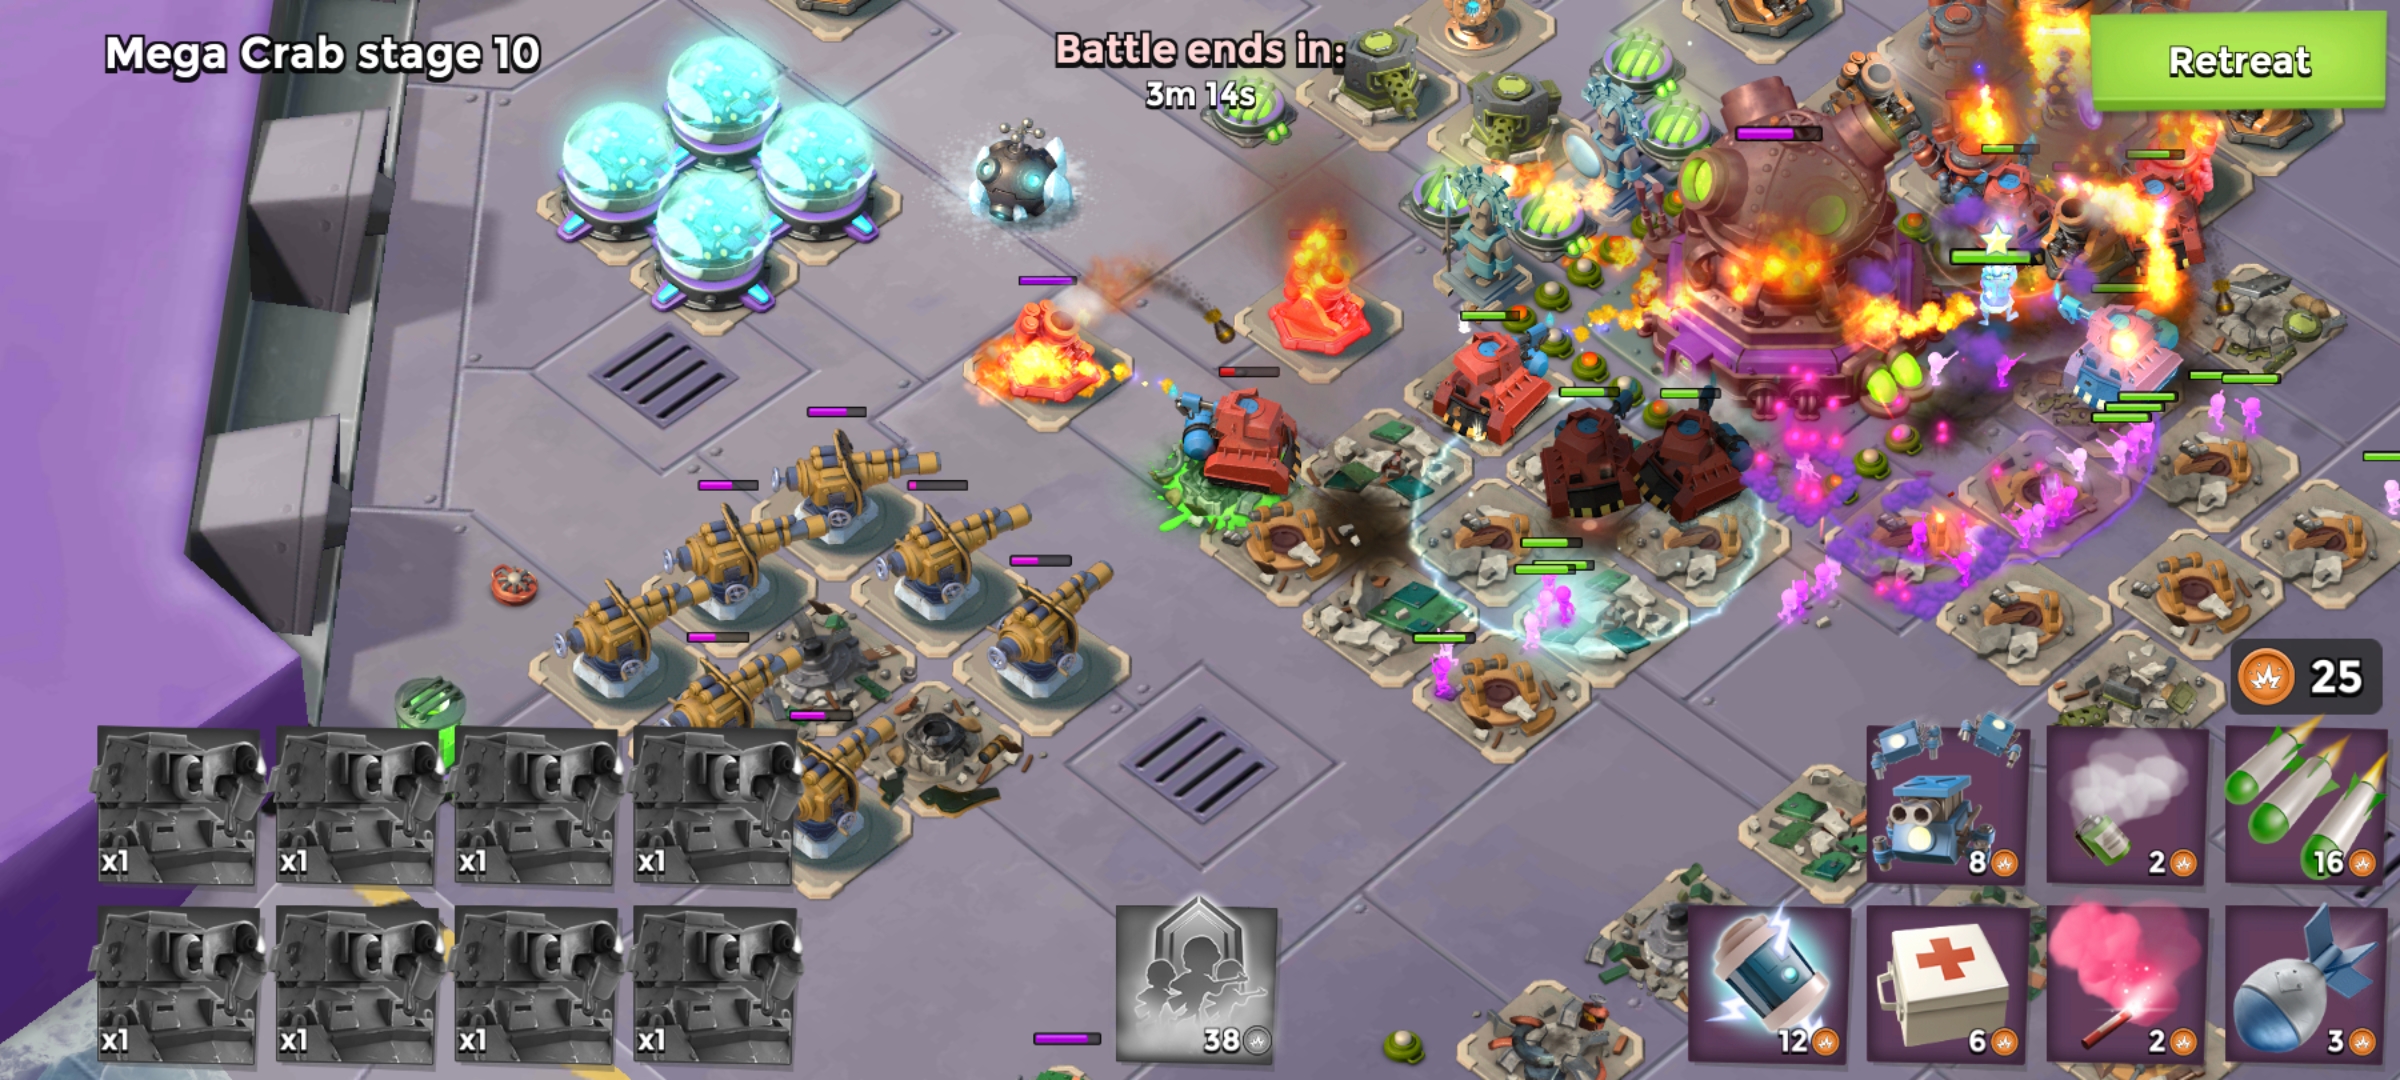 Mega Crab stage 10
Battle ends in:
3m 14s
Retreat
25
x1
x1
x1
x1
8
2
16
x1
x1
x1
x1
38
12
6
2
3